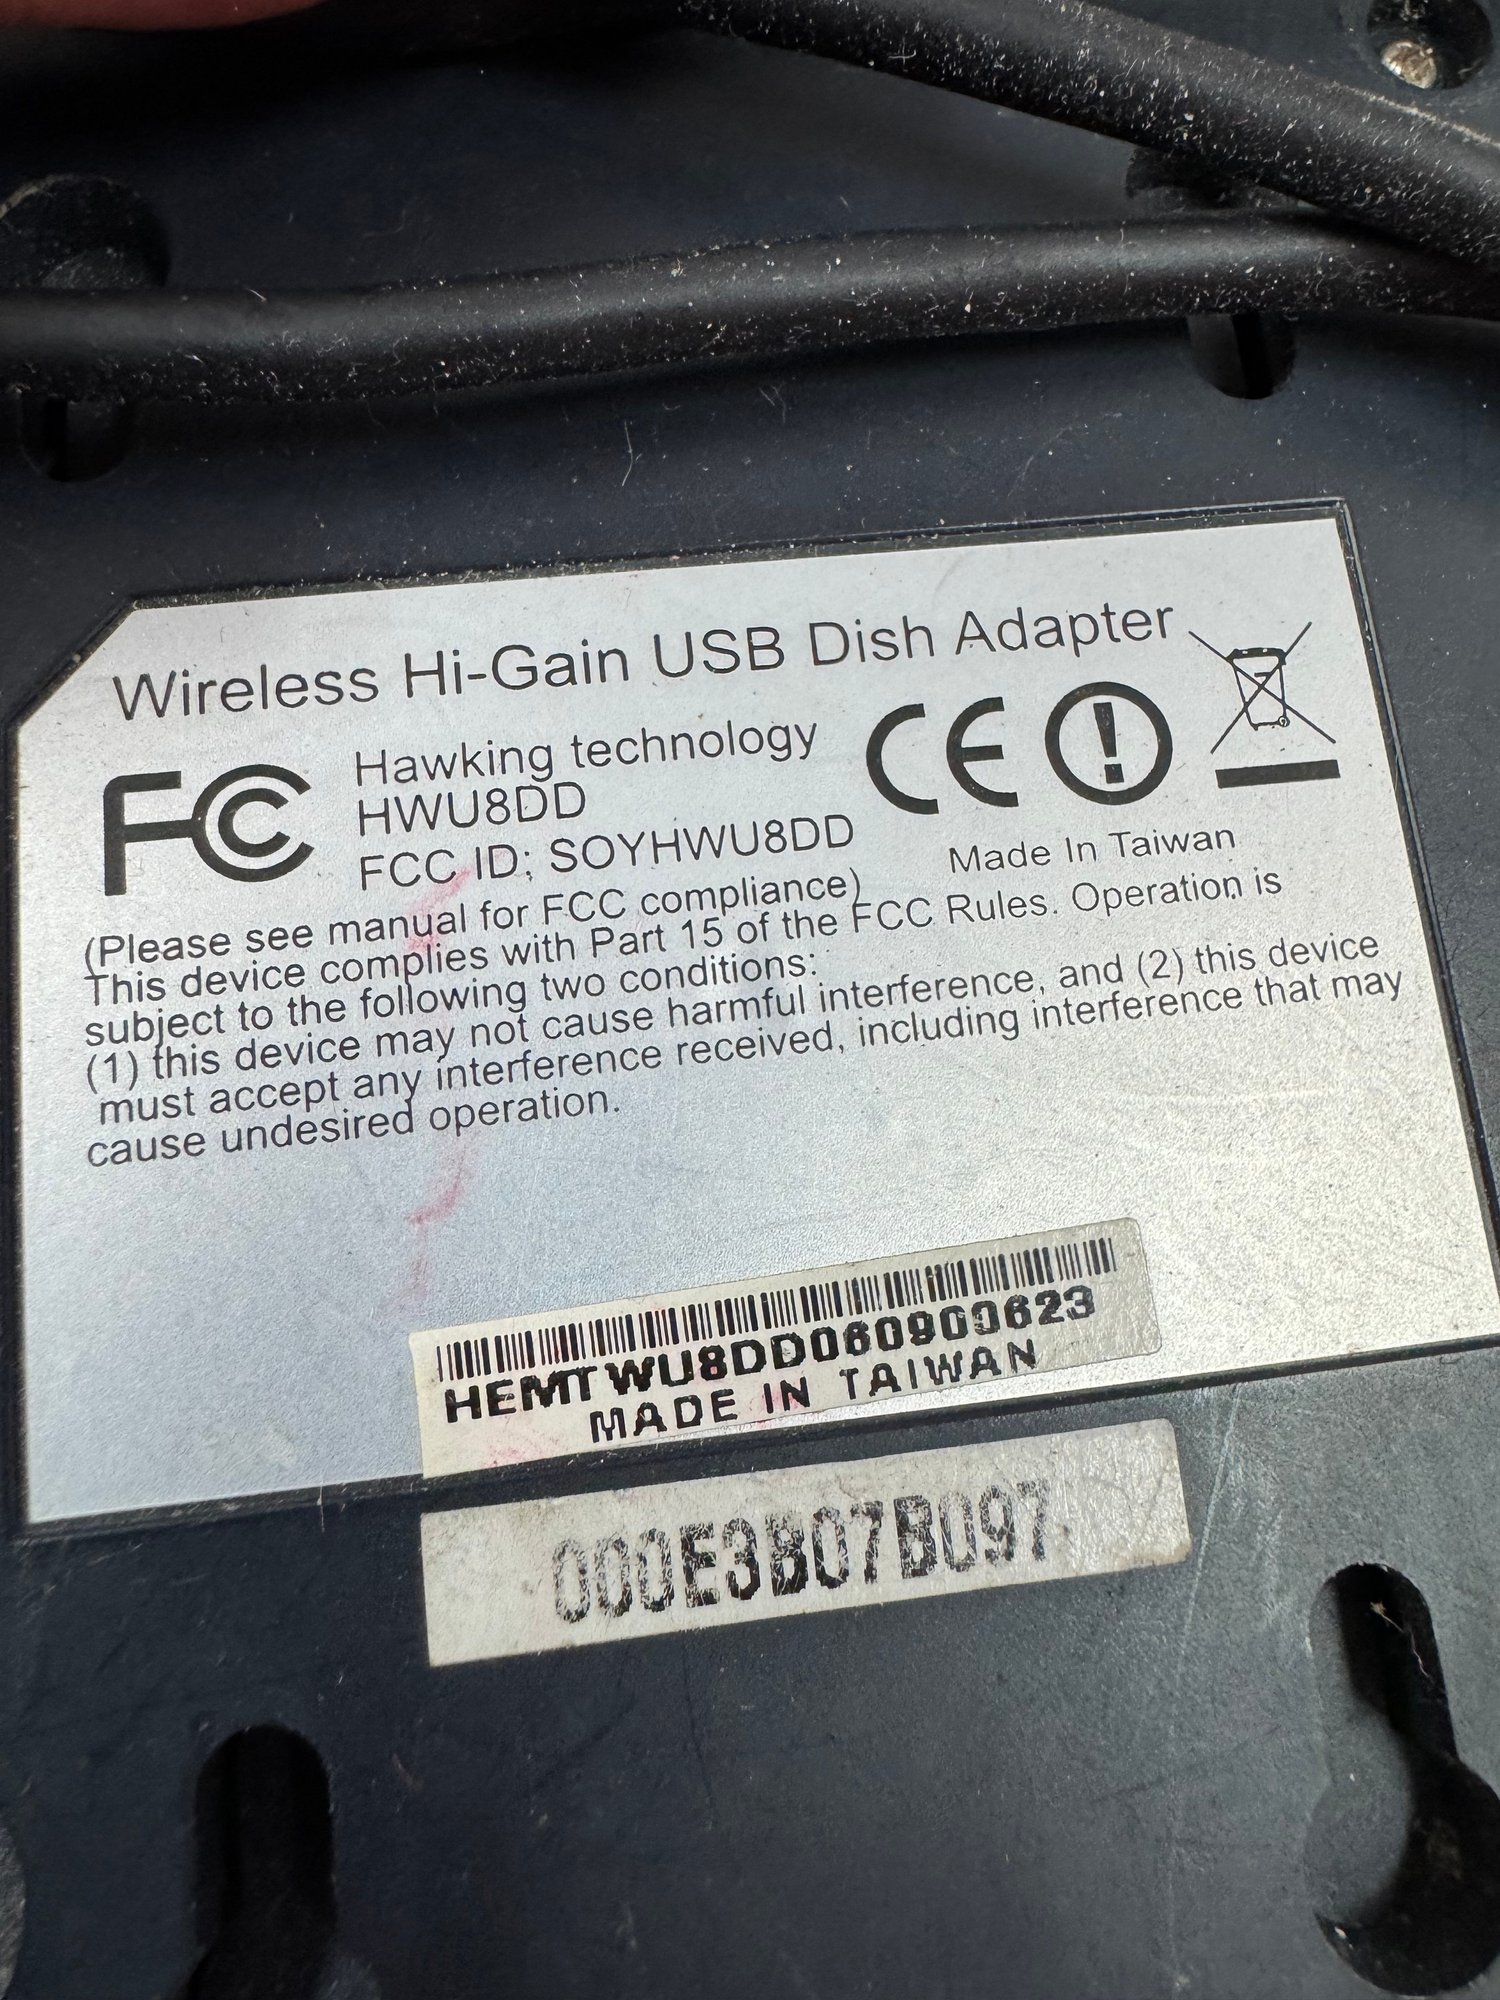 Wireless Hi-Gain USB Dish Adapter
FC Hawking technology CE
HWU8DD
FCC ID: SOYHWU8DD
Made In Taiwan
(Please see manual for FCC compliance)
This device complies with Part 15 of the FCC Rules. Operation is
subject to the following two conditions:
(1) this device may not cause harmful interference, and (2) this device
must accept any interference received, including interference that may
cause undesired operation.
HEMTWU8DD060900623
MADE IN TAIWAN
000E3B07B097